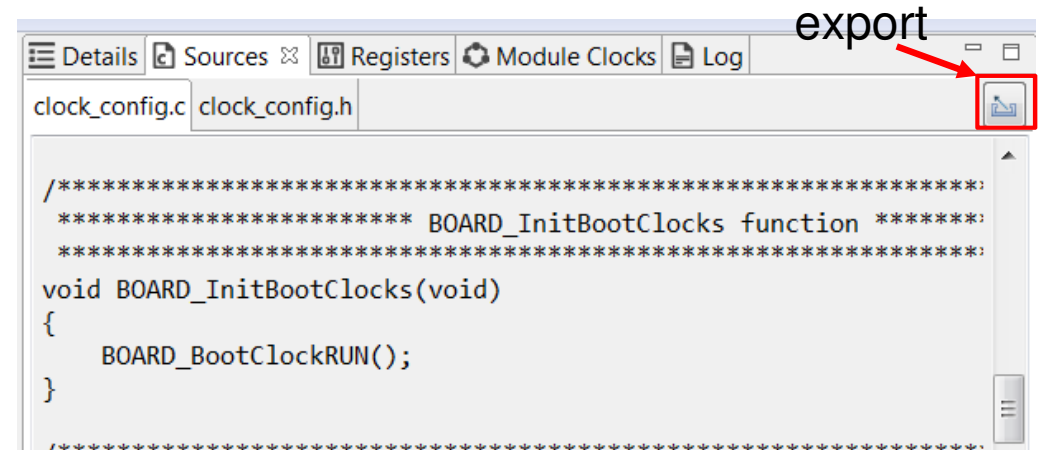 export
Details Sources Registers Module Clocks Log
clock_config.c clock_config.h
/**************************************************************
************************ BOARD_InitBootClocks function *******
**************************************************************
void BOARD_InitBootClocks(void)
{
    BOARD_BootClockRUN();
}
/**************************************************************